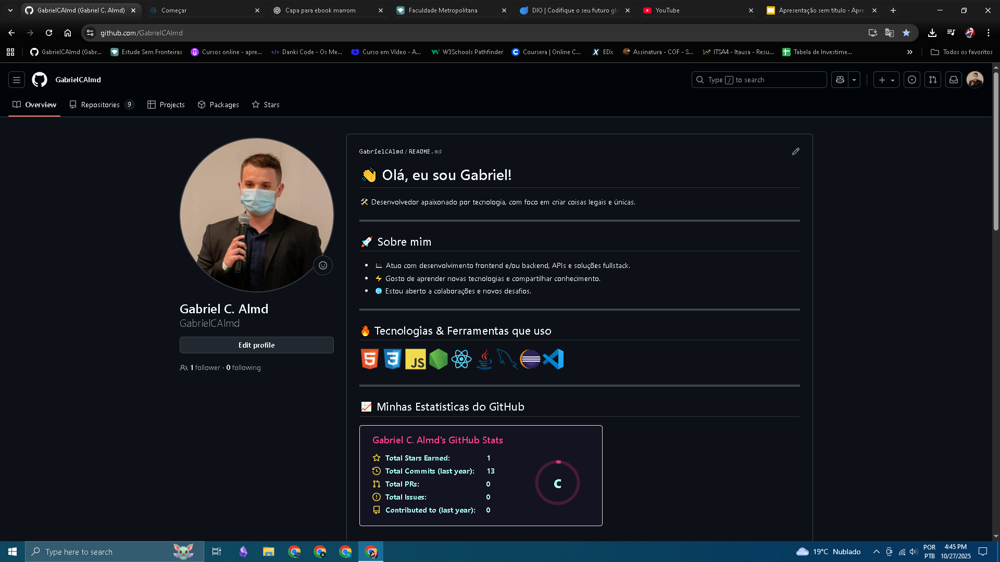 GabrielCAlmd (Gabriel C. Almd)
Começar
Capa para ebook marrom
Faculdade Metropolitana
DIO | Codifique o seu futuro glo
YouTube
Apresentação sem título - Apre
github.com/GabrielCAlmd
GabrielCAlmd (Gabr...
Estude Sem Fronteiras
Cursos online - apre...
Danki Code - Os Me...
Curso em Vídeo - A...
W3Schools Pathfinder
Coursera | Online C...
EDx
Assinatura - COF - S...
ITSA4 - Itausa - Resu...
Tabela de Investime...
Todos os favoritos
GabrielCAlmd
Type / to search
Overview
Repositories 9
Projects
Packages
Stars
GabrielCAlmd/README.md
👋 Olá, eu sou Gabriel!
🛠️ Desenvolvedor apaixonado por tecnologia, com foco em criar coisas legais e únicas.
🚀 Sobre mim
• 💻 Atuo com desenvolvimento frontend e/ou backend, APIs e soluções fullstack.
• ⚡ Gosto de aprender novas tecnologias e compartilhar conhecimento.
• 🌐 Estou aberto a colaborações e novos desafios.
Gabriel C. Almd
GabrielCAlmd
Edit profile
1 follower · 0 following
🔥 Tecnologias & Ferramentas que uso
5 3 JS
📈 Minhas Estatísticas do GitHub
Gabriel C. Almd's GitHub Stats
Total Stars Earned: 1
Total Commits (last year): 13
Total PRs: 0
Total Issues: 0
Contributed to (last year): 0
C
Type here to search
19°C Nublado
POR
PTB
4:45 PM
10/27/2025